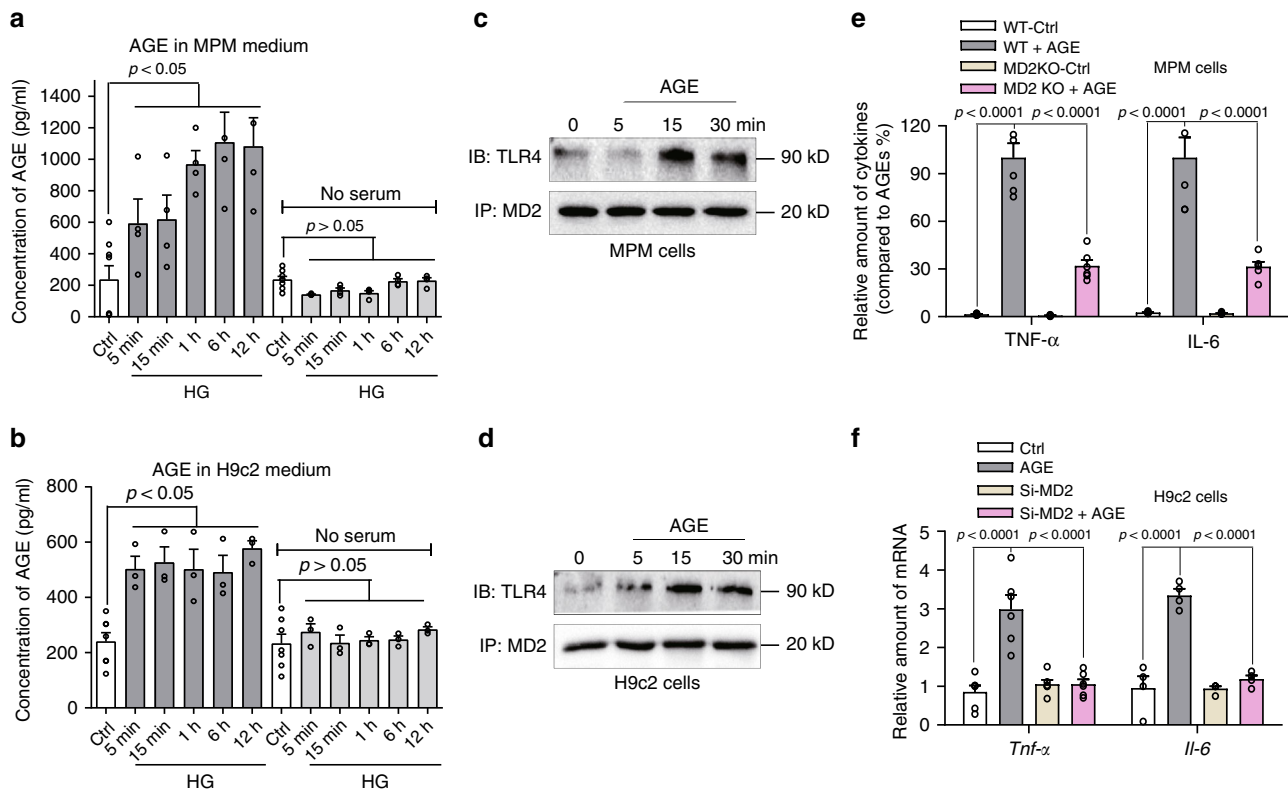 a
AGE in MPM medium
p < 0.05
Concentration of AGE (pg/ml)
1400
1200
1000
800
600
400
200
0
No serum
p > 0.05
Ctrl
5 min
15 min
1 h
6 h
12 h
Ctrl
5 min
15 min
1 h
6 h
12 h
HG
HG
b
AGE in H9c2 medium
p < 0.05
Concentration of AGE (pg/ml)
800
600
400
200
0
No serum
p > 0.05
Ctrl
5 min
15 min
1 h
6 h
12 h
Ctrl
5 min
15 min
1 h
6 h
12 h
HG
HG
c
AGE
0 5 15 30 min
IB: TLR4
90 kD
IP: MD2
20 kD
MPM cells
d
AGE
0 5 15 30 min
IB: TLR4
90 kD
IP: MD2
20 kD
H9c2 cells
e
WT-Ctrl
WT + AGE
MD2KO-Ctrl
MD2 KO + AGE
MPM cells
p < 0.0001 p < 0.0001 p < 0.0001 p < 0.0001
Relative amount of cytokines
(compared to AGEs %)
120
90
60
30
0
TNF-α
IL-6
f
Ctrl
AGE
Si-MD2
Si-MD2 + AGE
H9c2 cells
p < 0.0001 p < 0.0001 p < 0.0001 p < 0.0001
Relative amount of mRNA
5
4
3
2
1
0
Tnf-α
Il-6